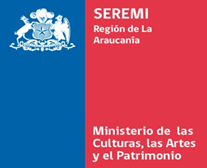 SEREMI
Región de La
Araucanía
Ministerio de las
Culturas, las Artes
y el Patrimonio